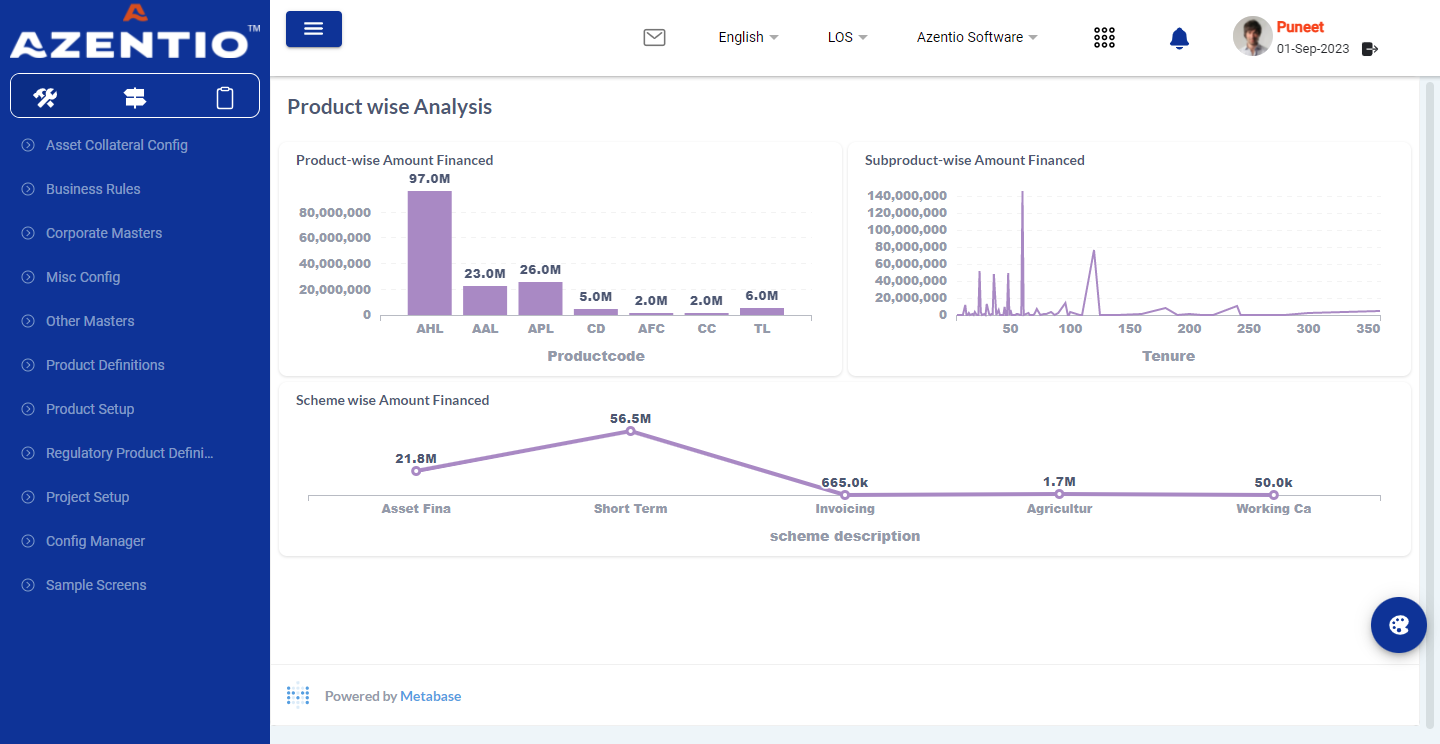 AZENTIO™
Asset Collateral Config
Business Rules
Corporate Masters
Misc Config
Other Masters
Product Definitions
Product Setup
Regulatory Product Defini...
Project Setup
Config Manager
Sample Screens
English
LOS
Azentio Software
Puneet
01-Sep-2023
Product wise Analysis
Product-wise Amount Financed
97.0M
80,000,000
60,000,000
40,000,000
20,000,000
0
23.0M
26.0M
5.0M
2.0M
2.0M
6.0M
AHL AAL APL CD AFC CC TL
Productcode
Subproduct-wise Amount Financed
140,000,000
120,000,000
100,000,000
80,000,000
60,000,000
40,000,000
20,000,000
0
50 100 150 200 250 300 350
Tenure
Scheme wise Amount Financed
21.8M
56.5M
665.0k
1.7M
50.0k
Asset Fina Short Term Invoicing Agricultur Working Ca
scheme description
Powered by Metabase